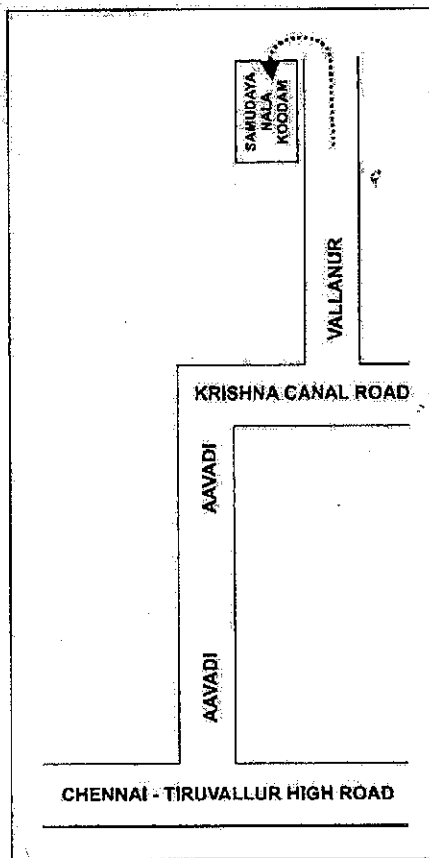 SAMUDAYA
NALA
KOODAM
VALLANUR
KRISHNA CANAL ROAD
AAVADI
AAVADI
CHENNAI - TIRUVALLUR HIGH ROAD